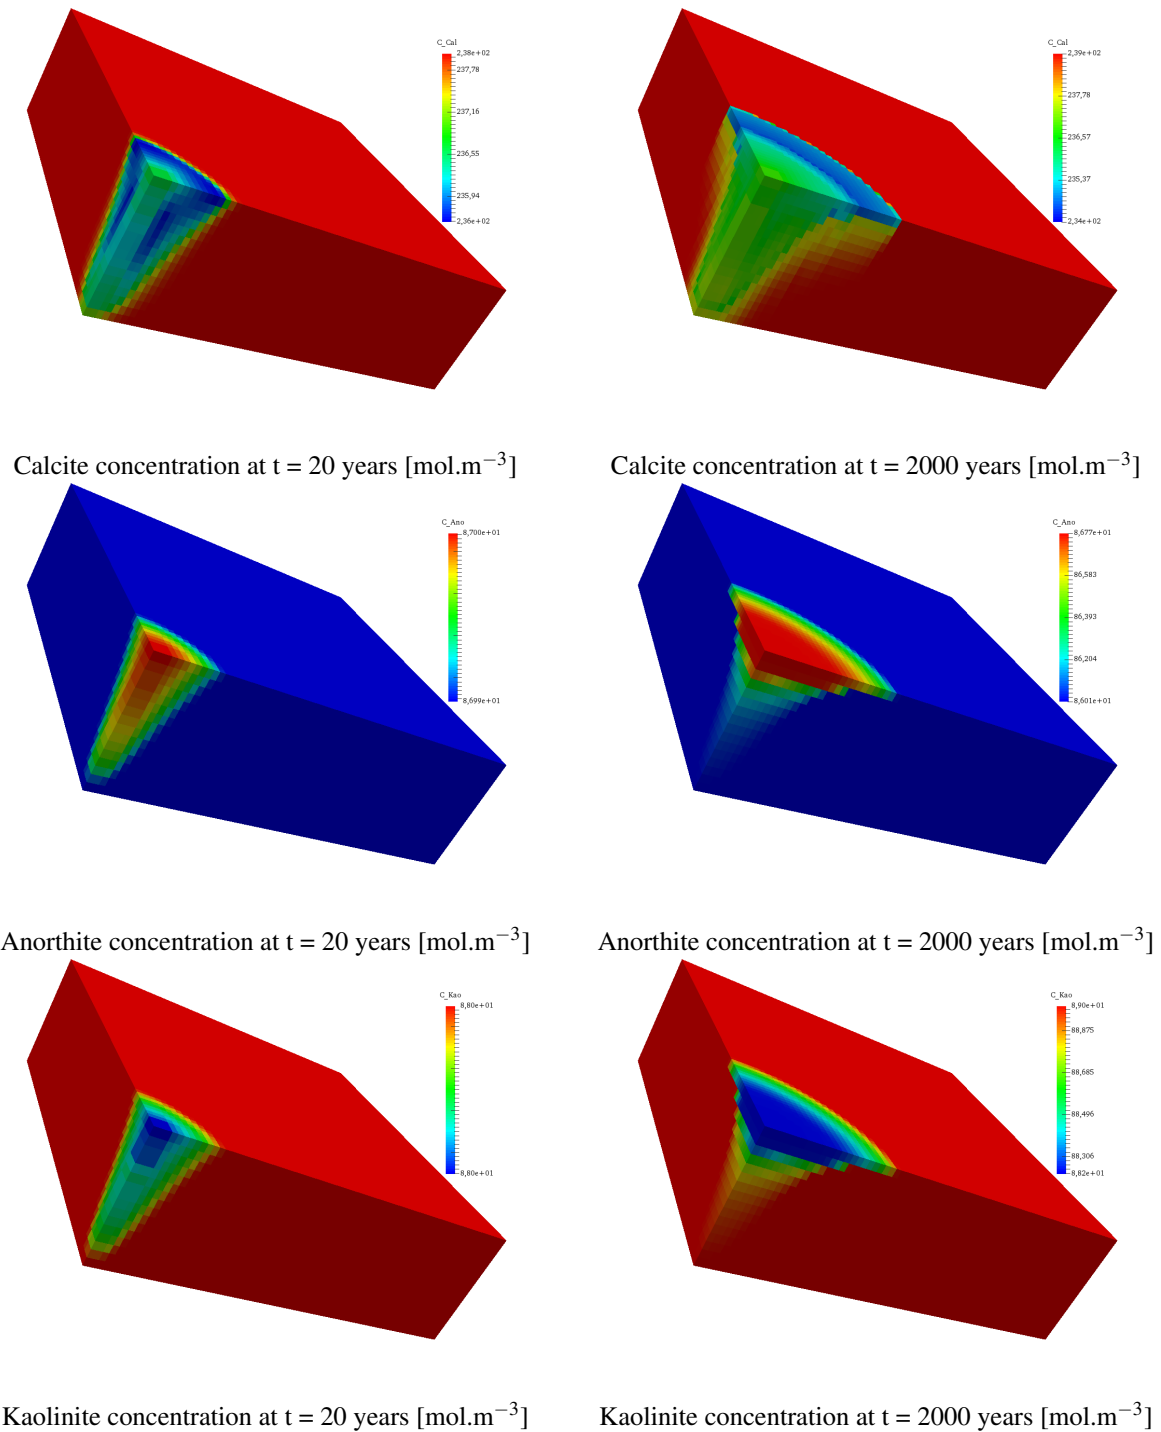 C_Cal
2,38e+02
237,78
237,16
236,55
235,94
2,36e+02
C_Cal
2,39e+02
237,78
236,57
235,37
2,34e+02
Calcite concentration at t = 20 years [mol.m⁻³]
Calcite concentration at t = 2000 years [mol.m⁻³]
C_Ano
8,700e+01
8,699e+01
C_Ano
8,677e+01
86,583
86,393
86,204
8,601e+01
Anorthite concentration at t = 20 years [mol.m⁻³]
Anorthite concentration at t = 2000 years [mol.m⁻³]
C_Kao
8,80e+01
8,80e+01
C_Kao
8,90e+01
88,875
88,685
88,496
88,306
8,82e+01
Kaolinite concentration at t = 20 years [mol.m⁻³]
Kaolinite concentration at t = 2000 years [mol.m⁻³]